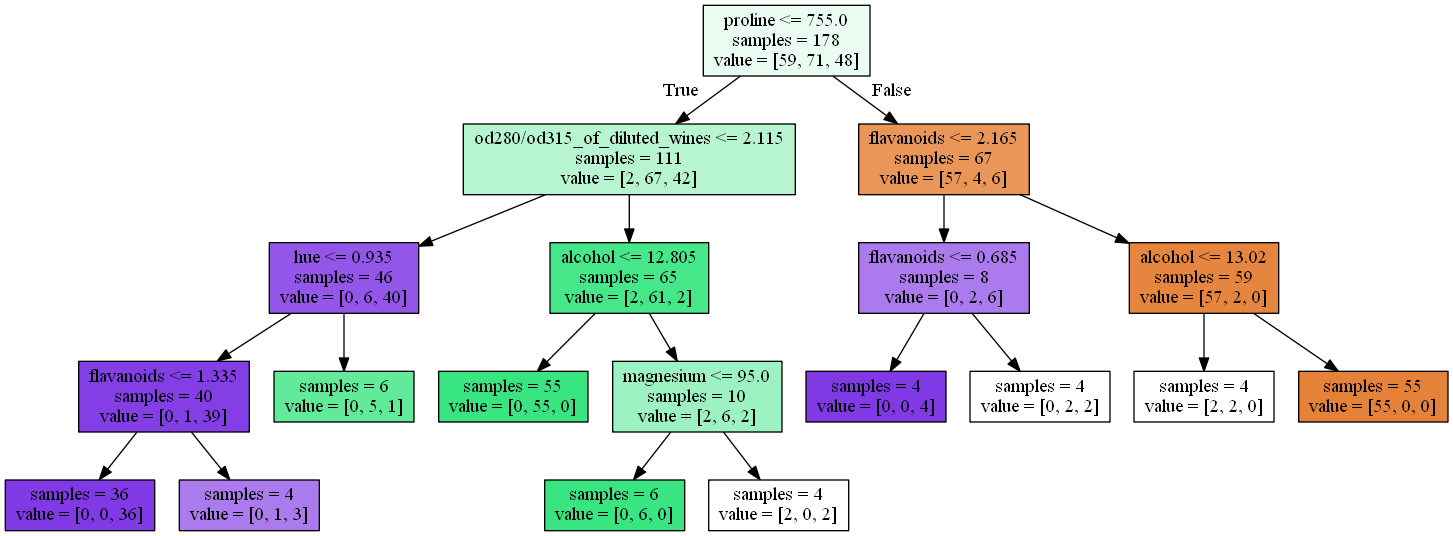 proline <= 755.0
samples = 178
value = [59, 71, 48]
True
False
od280/od315_of_diluted_wines <= 2.115
samples = 111
value = [2, 67, 42]
flavanoids <= 2.165
samples = 67
value = [57, 4, 6]
hue <= 0.935
samples = 46
value = [0, 6, 40]
alcohol <= 12.805
samples = 65
value = [2, 61, 2]
flavanoids <= 0.685
samples = 8
value = [0, 2, 6]
alcohol <= 13.02
samples = 59
value = [57, 2, 0]
flavanoids <= 1.335
samples = 40
value = [0, 1, 39]
samples = 6
value = [0, 5, 1]
samples = 55
value = [0, 55, 0]
magnesium <= 95.0
samples = 10
value = [2, 6, 2]
samples = 4
value = [0, 0, 4]
samples = 4
value = [0, 2, 2]
samples = 4
value = [2, 2, 0]
samples = 55
value = [55, 0, 0]
samples = 36
value = [0, 0, 36]
samples = 4
value = [0, 1, 3]
samples = 6
value = [0, 6, 0]
samples = 4
value = [2, 0, 2]